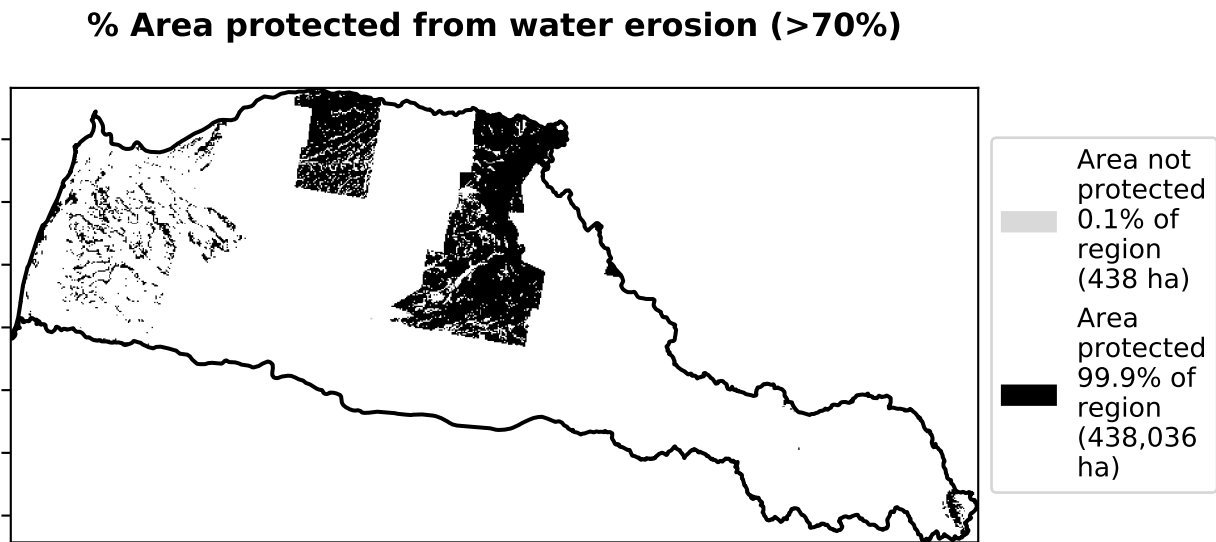 % Area protected from water erosion (>70%)
Area not
protected
0.1% of
region
(438 ha)
Area
protected
99.9% of
region
(438,036
ha)